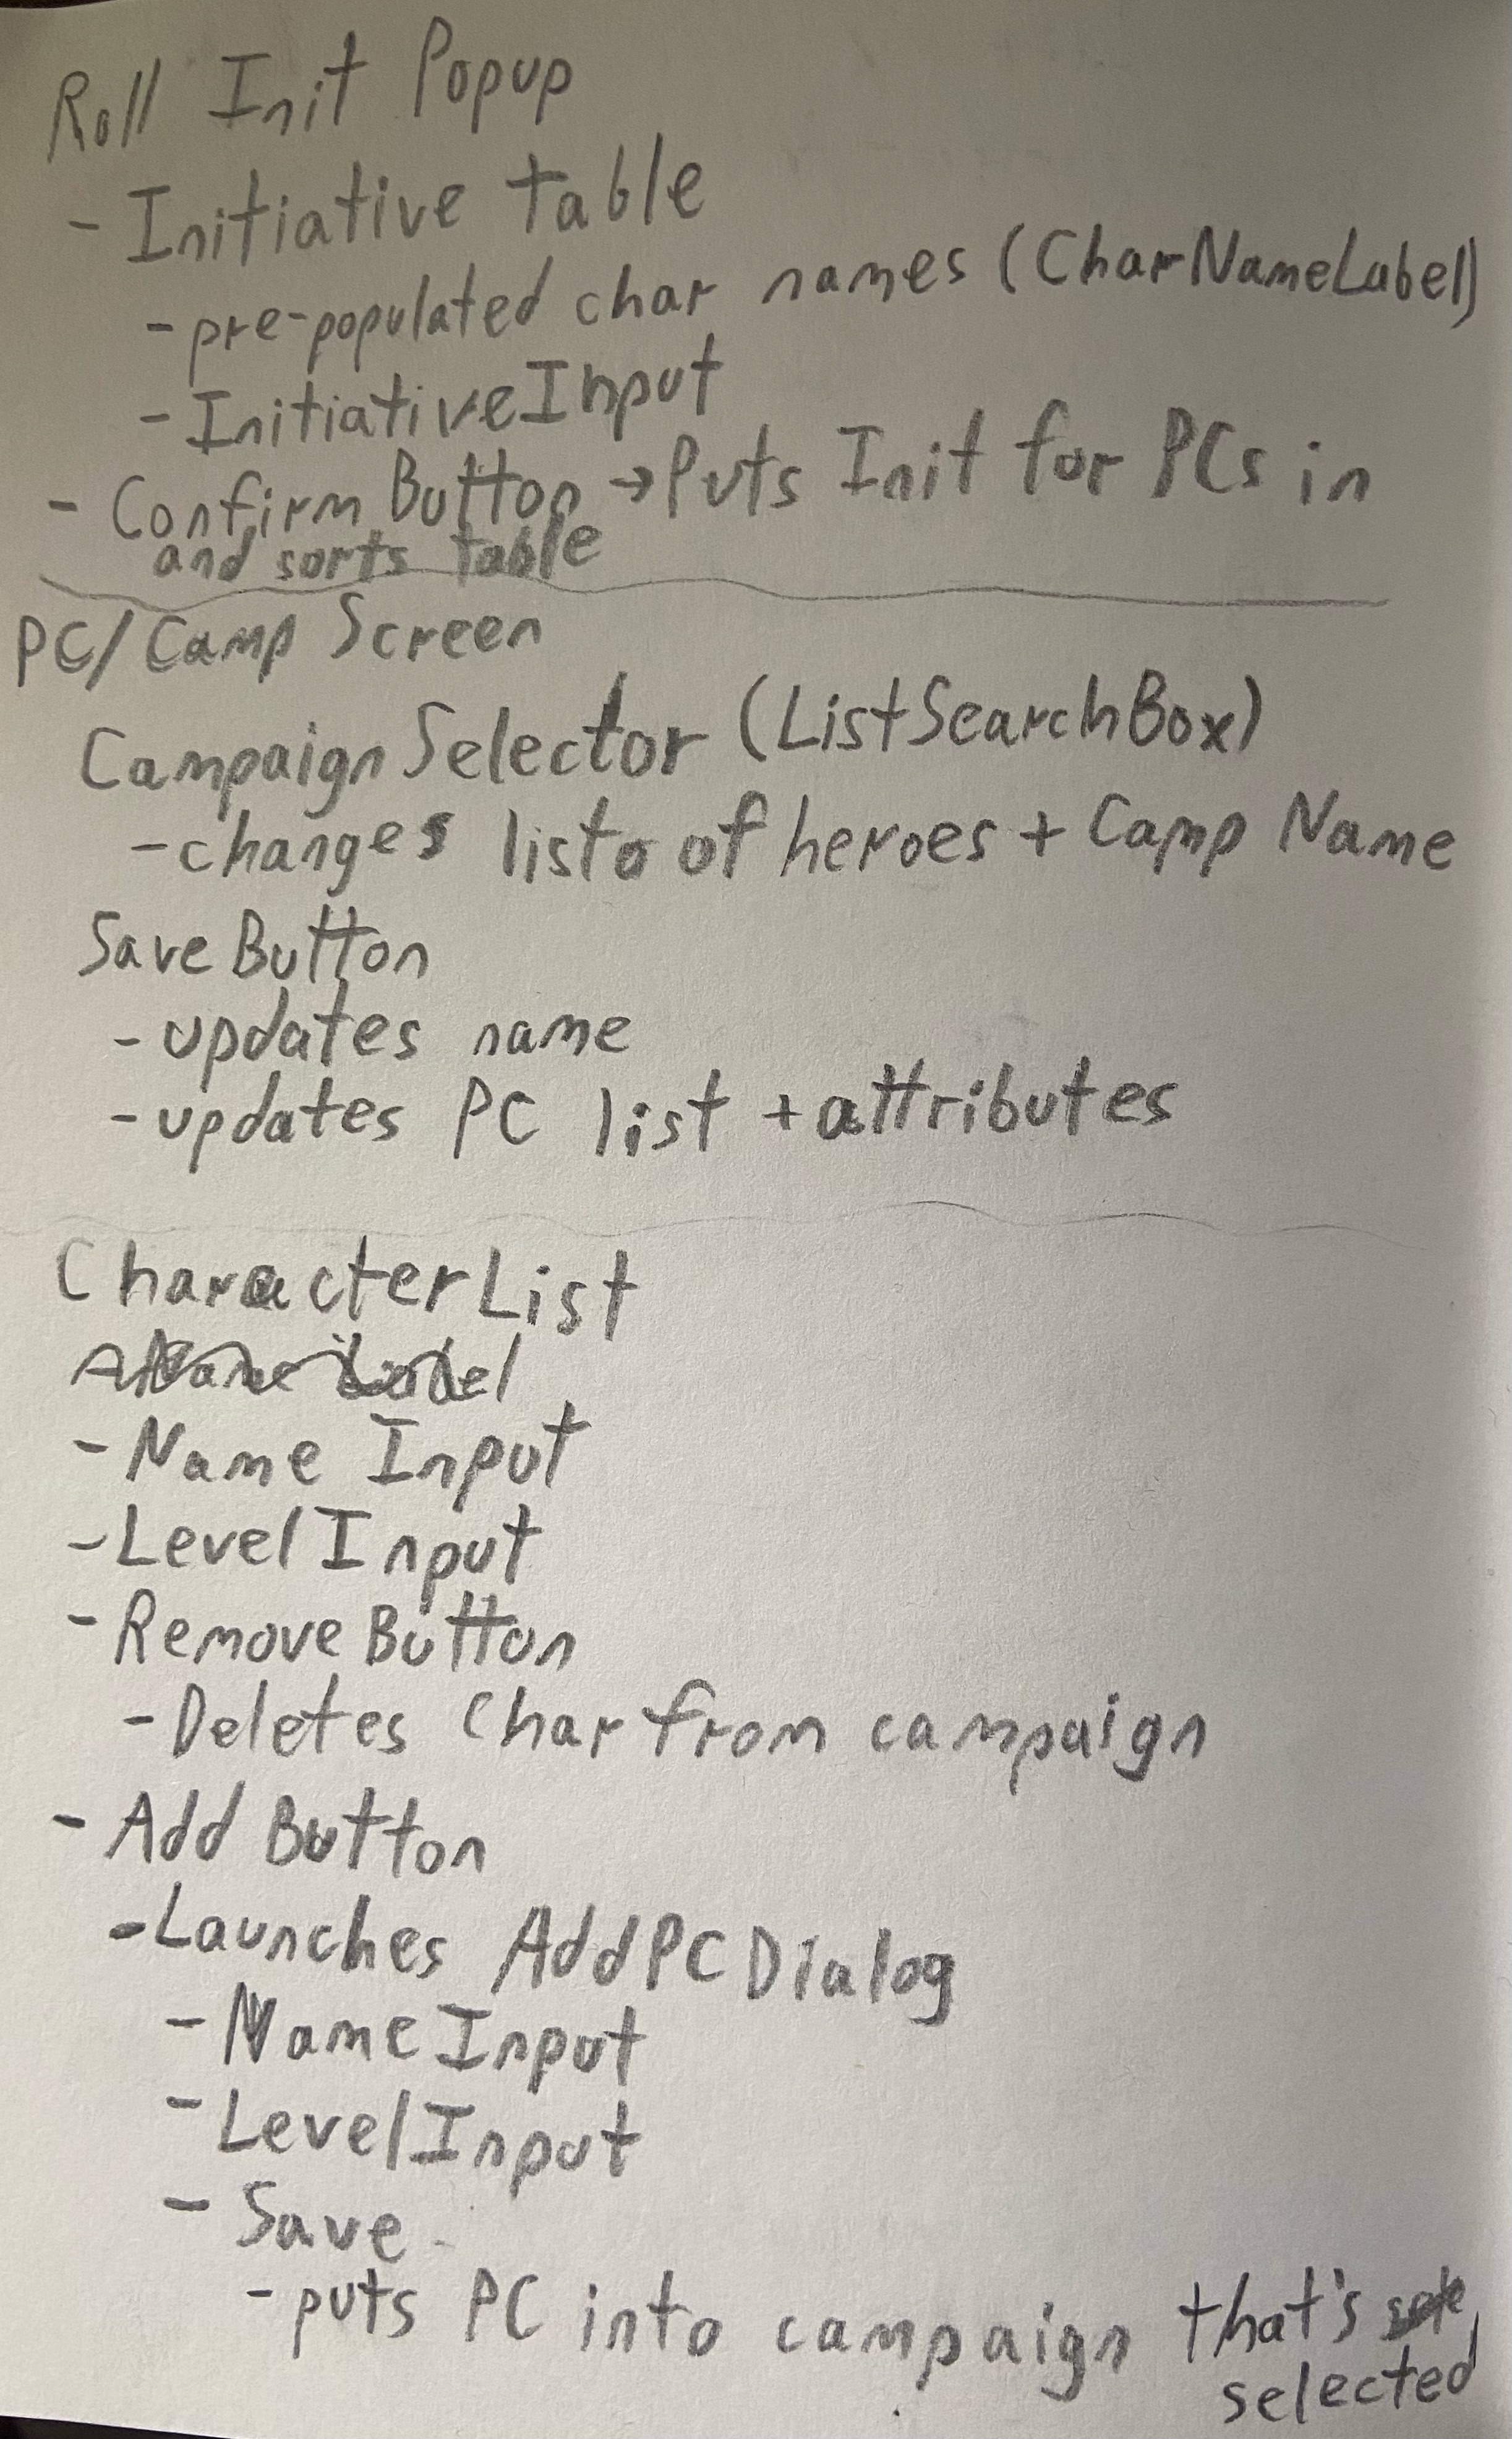 Roll Init Popup
- Initiative table
- pre-populated char names (CharNameLabel)
- InitiativeInput
- Confirm Button → Puts Init for PCs in
and sorts table
PC/Camp Screen
Campaign Selector (ListSearchBox)
- changes list of heroes + Camp Name
Save Button
- updates name
- updates PC list + attributes
CharacterList
- Name Input
- Level Input
- Remove Button
- Deletes Char from campaign
- Add Button
- Launches AddPCDialog
- Name Input
- Level Input
- Save
- puts PC into campaign that's
selected